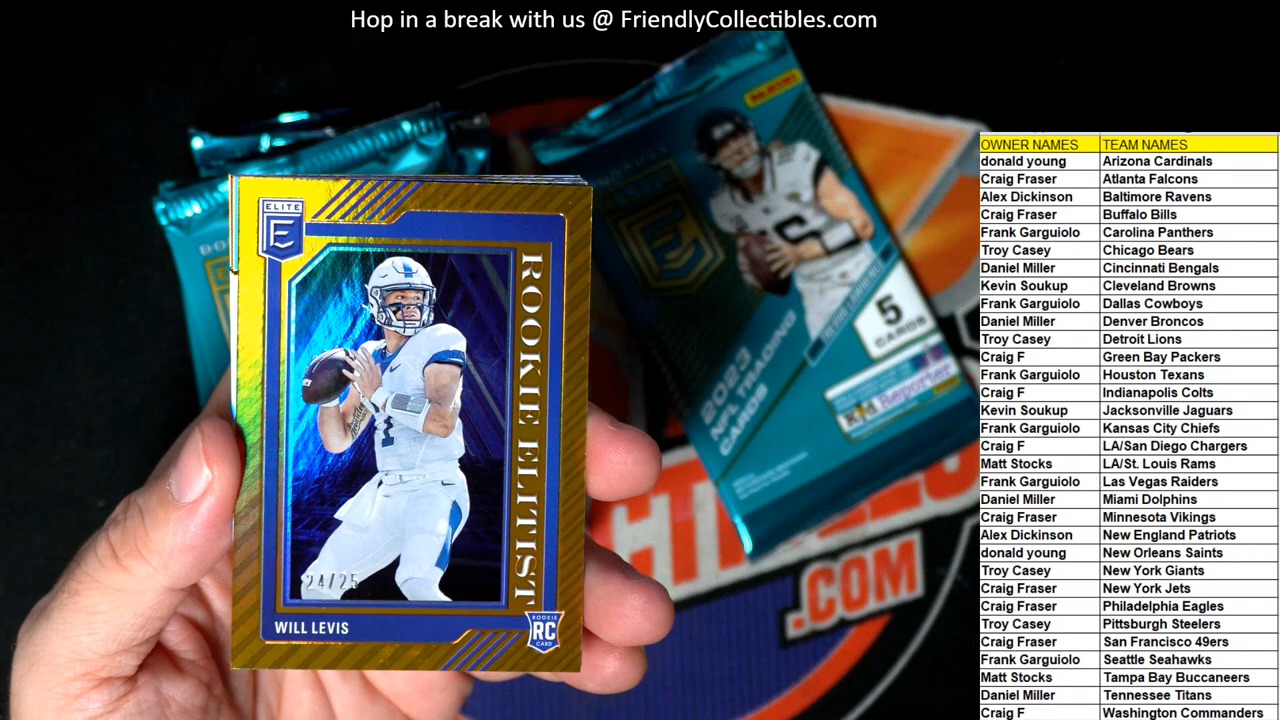 Hop in a break with us @ FriendlyCollectibles.com
OWNER NAMES TEAM NAMES
donald young Arizona Cardinals
Craig Fraser Atlanta Falcons
Alex Dickinson Baltimore Ravens
Craig Fraser Buffalo Bills
Frank Garguiolo Carolina Panthers
Troy Casey Chicago Bears
Daniel Miller Cincinnati Bengals
Kevin Soukup Cleveland Browns
Frank Garguiolo Dallas Cowboys
Daniel Miller Denver Broncos
Troy Casey Detroit Lions
Craig F Green Bay Packers
Frank Garguiolo Houston Texans
Craig F Indianapolis Colts
Kevin Soukup Jacksonville Jaguars
Frank Garguiolo Kansas City Chiefs
Craig F LA/San Diego Chargers
Matt Stocks LA/St. Louis Rams
Frank Garguiolo Las Vegas Raiders
Daniel Miller Miami Dolphins
Craig Fraser Minnesota Vikings
Alex Dickinson New England Patriots
donald young New Orleans Saints
Troy Casey New York Giants
Craig Fraser New York Jets
Craig Fraser Philadelphia Eagles
Troy Casey Pittsburgh Steelers
Craig Fraser San Francisco 49ers
Frank Garguiolo Seattle Seahawks
Matt Stocks Tampa Bay Buccaneers
Daniel Miller Tennessee Titans
Craig F Washington Commanders
ELITE
E
ROOKIE ELITIST
1
24/25
WILL LEVIS
ROOKIE
RC
CARD
PANINI
5
CARDS
2023
NFL TRADING
CARDS
Kid Reporter
.COM